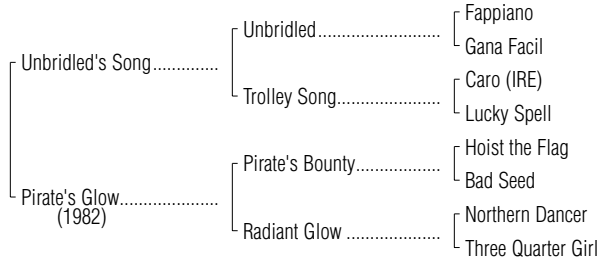 Fappiano
Unbridled........................
Gana Facil
Unbridled's Song.............
Caro (IRE)
Trolley Song....................
Lucky Spell
Hoist the Flag
Pirate's Bounty................
Bad Seed
Pirate's Glow...................
(1982)
Northern Dancer
Radiant Glow ..................
Three Quarter Girl